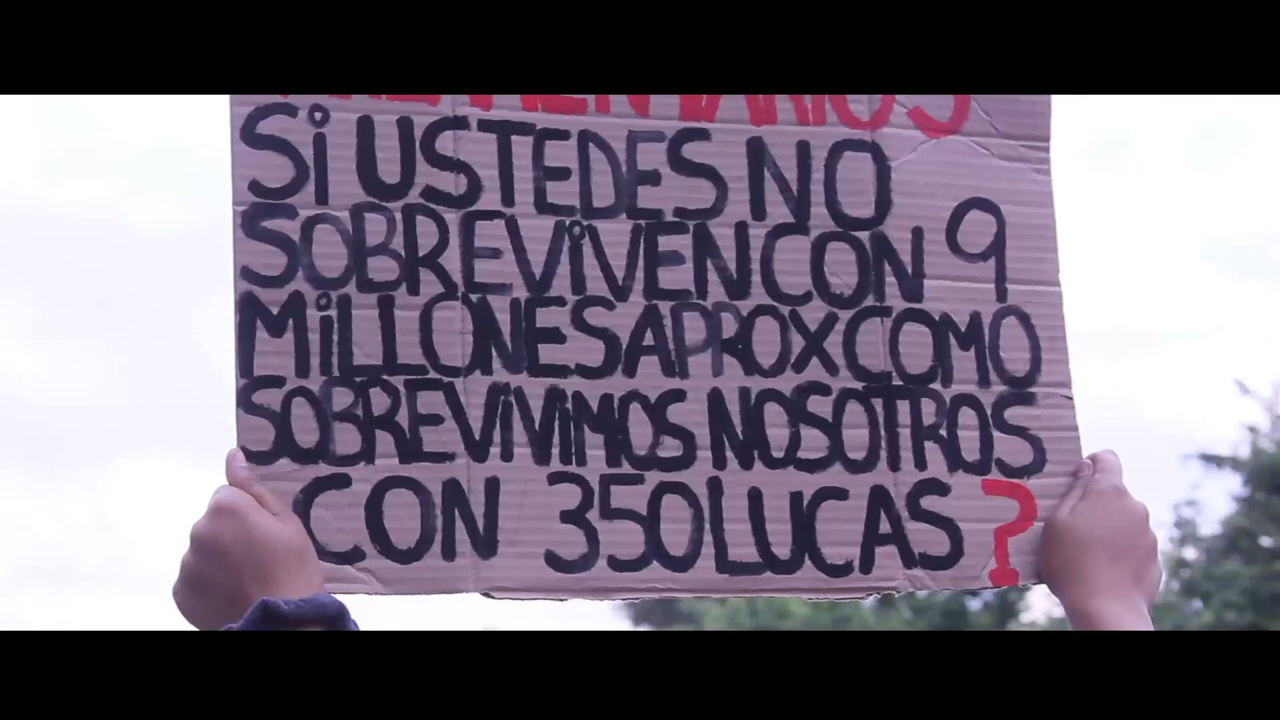 SI USTEDES NO
SOBREVIVEN CON 9
MILLONES APROX COMO
SOBREVIVIMOS NOSOTROS
CON 350 LUCAS ?